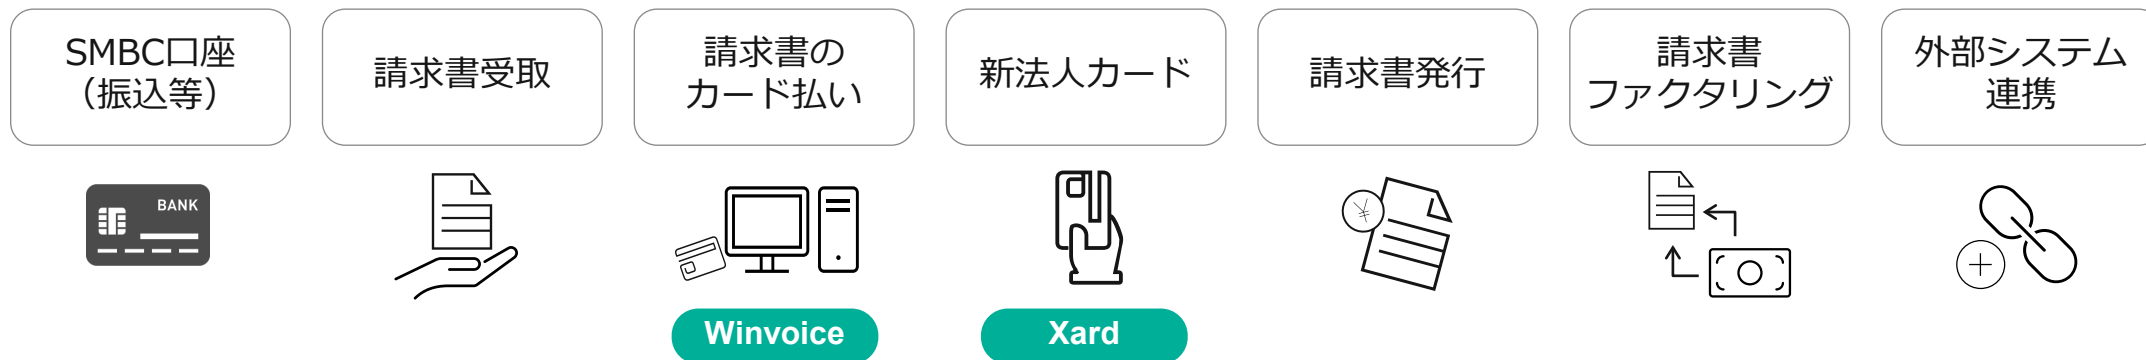 SMBC口座
（振込等）
請求書受取
請求書の
カード払い
新法人カード
請求書発行
請求書
ファクタリング
外部システム
連携
BANK
¥
Winvoice
Xard